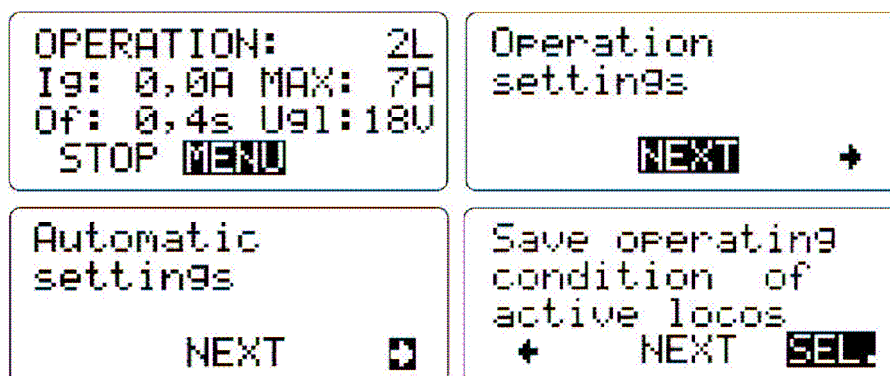 OPERATION: 2L
Ig: 0,0A MAX: 7A
Of: 0,4s Ugl:18V
STOP MENU
Operation
settings
NEXT →
Automatic
settings
NEXT →
Save operating
condition of
active locos
← NEXT SEL.